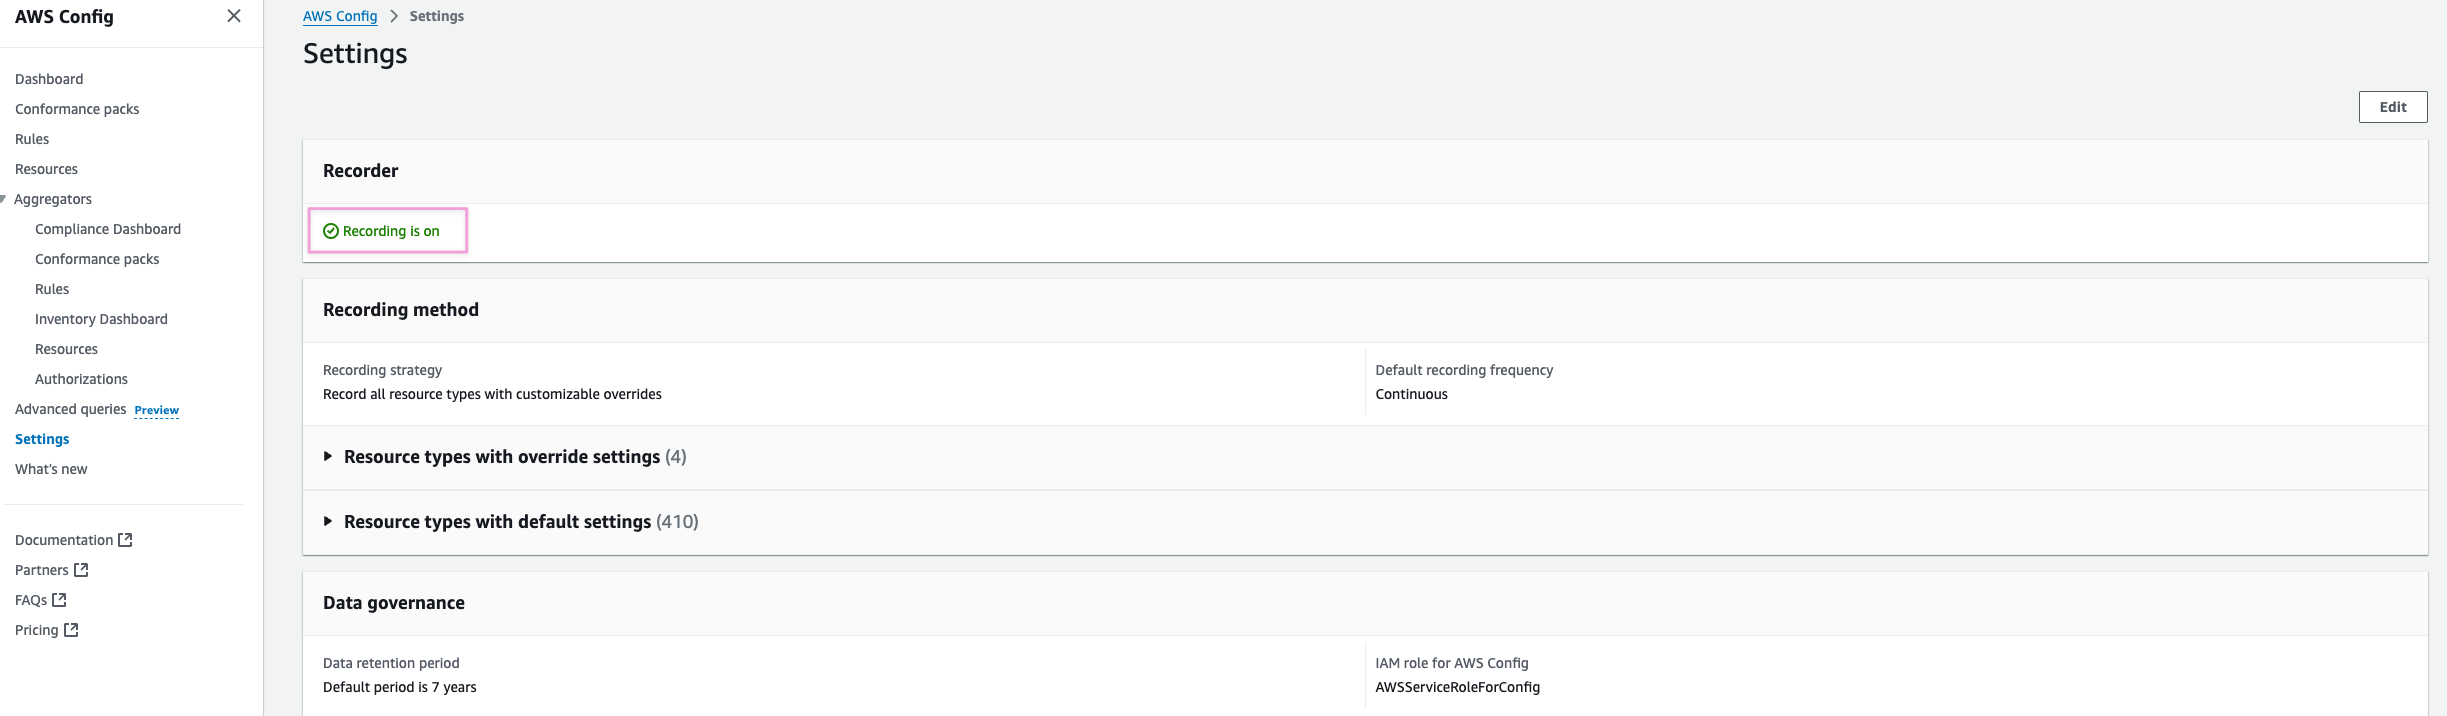 AWS Config
Dashboard
Conformance packs
Rules
Resources
Aggregators
Compliance Dashboard
Conformance packs
Rules
Inventory Dashboard
Resources
Authorizations
Advanced queries Preview
Settings
What's new
Documentation
Partners
FAQs
Pricing
AWS Config > Settings
Settings
Edit
Recorder
Recording is on
Recording method
Recording strategy
Record all resource types with customizable overrides
Default recording frequency
Continuous
Resource types with override settings (4)
Resource types with default settings (410)
Data governance
Data retention period
Default period is 7 years
IAM role for AWS Config
AWSServiceRoleForConfig